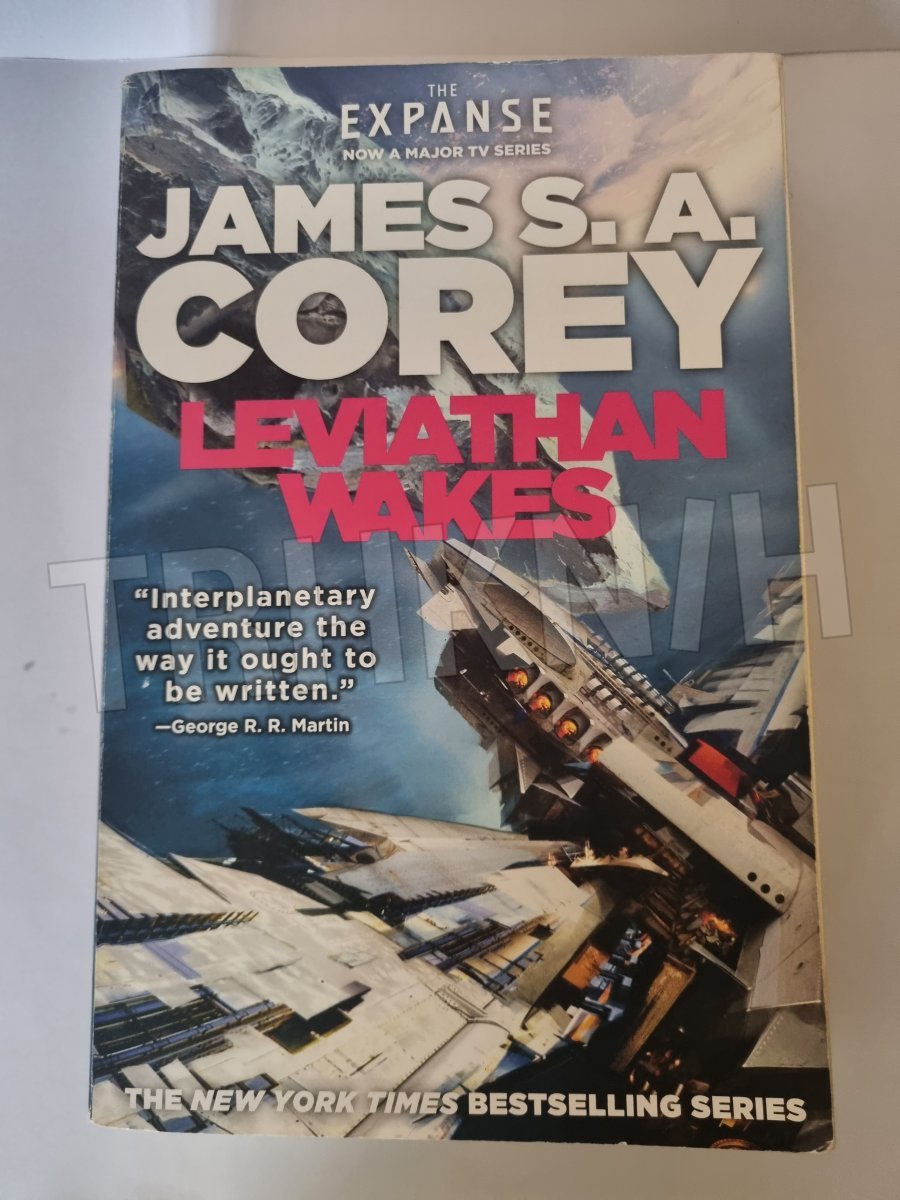 THE
EXPANSE
NOW A MAJOR TV SERIES
JAMES S. A.
COREY
LEVIATHAN
WAKES
“Interplanetary
adventure the
way it ought to
be written.”
—George R. R. Martin
THE NEW YORK TIMES BESTSELLING SERIES